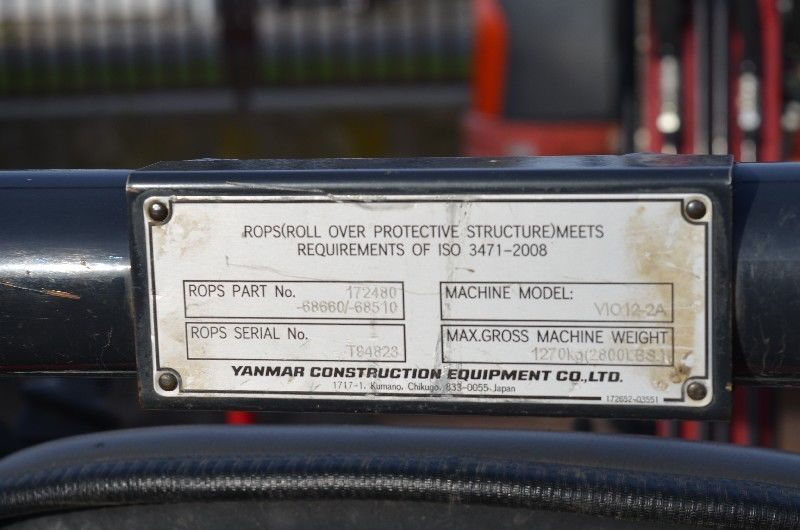 ROPS(ROLL OVER PROTECTIVE STRUCTURE)MEETS
REQUIREMENTS OF ISO 3471-2008
ROPS PART No. 172480
-68660/-68510
MACHINE MODEL:
VIO12-2A
ROPS SERIAL No.
T94823
MAX.GROSS MACHINE WEIGHT
1270kg(2800LBS.)
YANMAR CONSTRUCTION EQUIPMENT CO.,LTD.
1717-1, Kumano, Chikugo, 833-0055 Japan
172652-03551